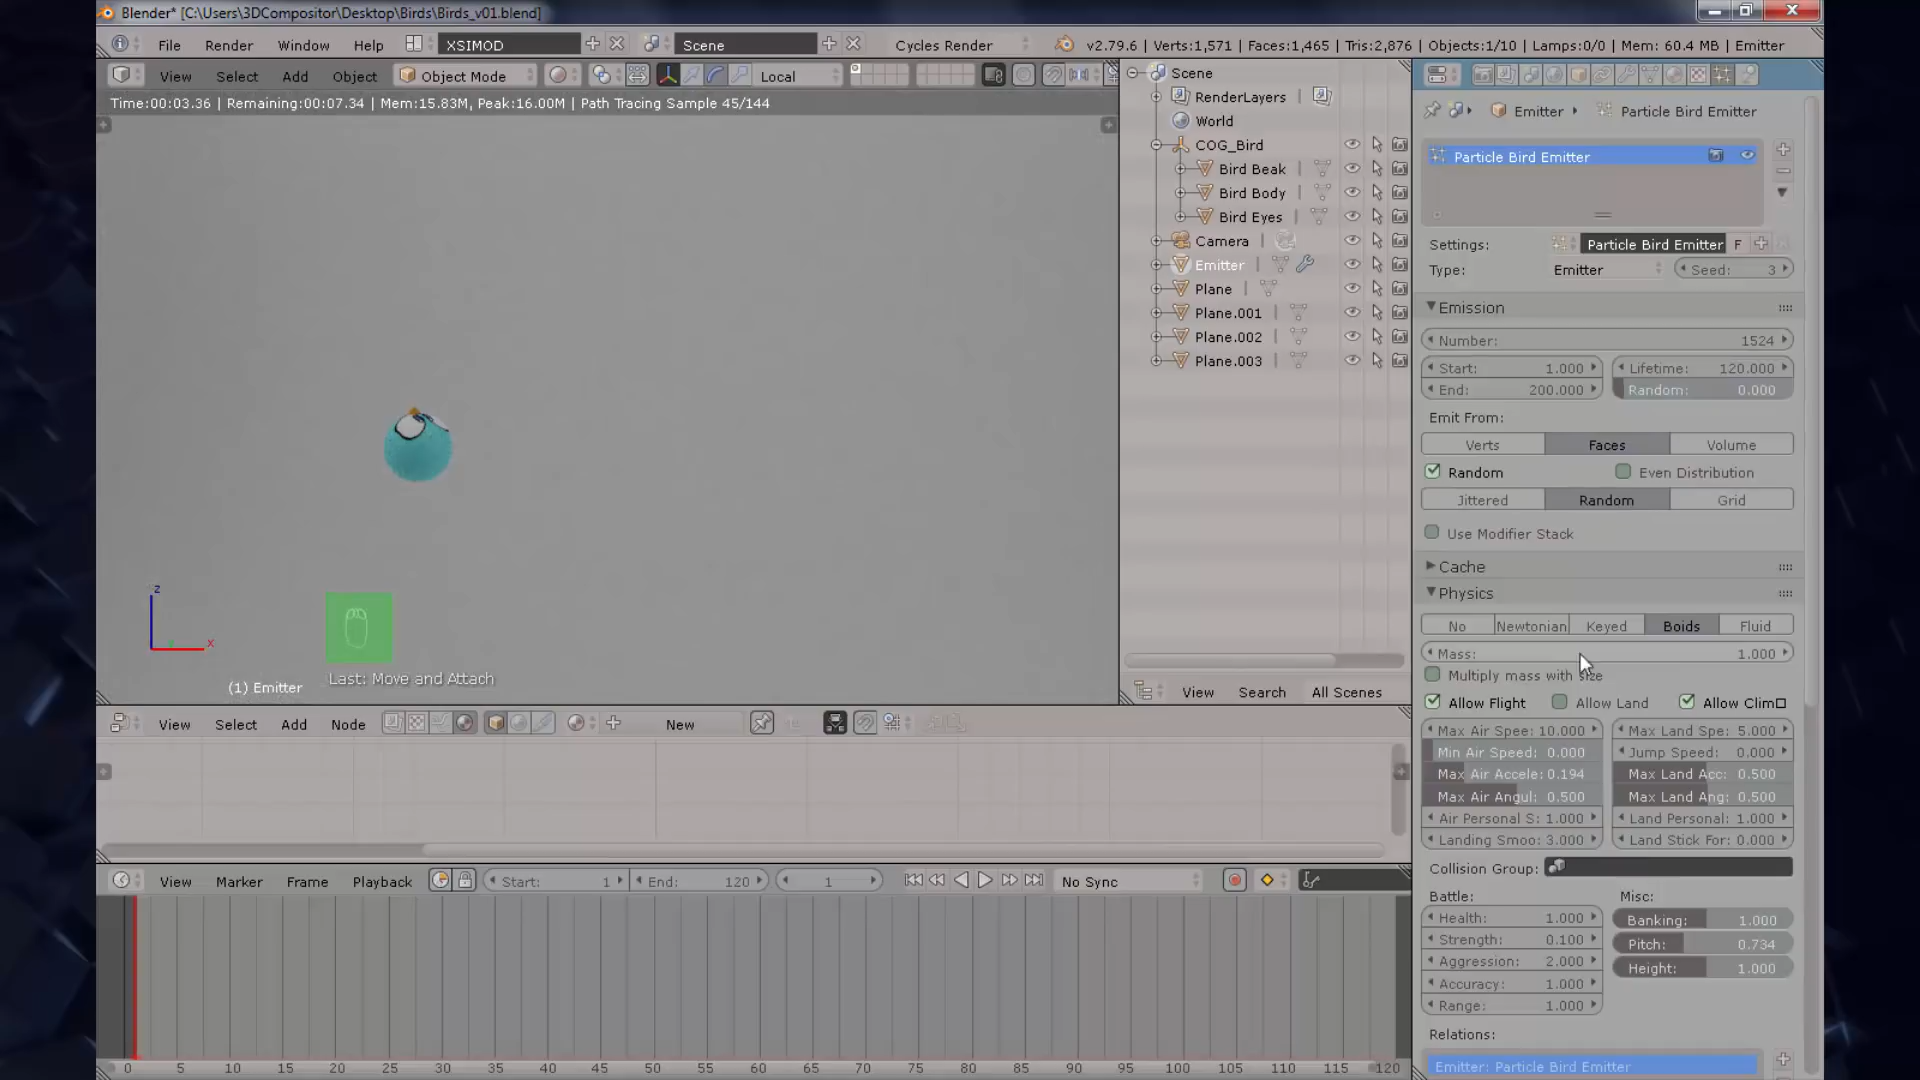 Blender* [C:\Users\3DCompositor\Desktop\Birds\Birds_v01.blend]
File Render Window Help XSIMOD Scene Cycles Render v2.79.6 | Verts:1,571 | Faces:1,465 | Tris:2,876 | Objects:1/10 | Lamps:0/0 | Mem: 60.4 MB | Emitter
View Select Add Object Object Mode Local
Time:00:03.36 | Remaining:00:07.34 | Mem:15.83M, Peak:16.00M | Path Tracing Sample 45/144
z
x
Y
Last: Move and Attach
(1) Emitter
Scene
RenderLayers
World
COG_Bird
Bird Beak
Bird Body
Bird Eyes
Camera
Emitter
Plane
Plane.001
Plane.002
Plane.003
View Search All Scenes
Emitter Particle Bird Emitter
Particle Bird Emitter
Settings: Particle Bird Emitter F
Type: Emitter Seed: 3
Emission
Number: 1524
Start: 1.000 Lifetime: 120.000
End: 200.000 Random: 0.000
Emit From:
Verts Faces Volume
Random Even Distribution
Jittered Random Grid
Use Modifier Stack
Cache
Physics
No Newtonian Keyed Boids Fluid
Mass: 1.000
Multiply mass with size
Allow Flight Allow Land Allow Clim
Max Air Spee: 10.000 Max Land Spe: 5.000
Min Air Speed: 0.000 Jump Speed: 0.000
Max Air Accele: 0.194 Max Land Acc: 0.500
Max Air Angul: 0.500 Max Land Ang: 0.500
Air Personal S: 1.000 Land Personal: 1.000
Landing Smoo: 3.000 Land Stick For: 0.000
Collision Group:
Battle: Misc:
Health: 1.000 Banking: 1.000
Strength: 0.100 Pitch: 0.734
Aggression: 2.000 Height: 1.000
Accuracy: 1.000
Range: 1.000
Relations:
Emitter: Particle Bird Emitter
View Select Add Node New
View Marker Frame Playback Start: 1 End: 120 1 No Sync
0 5 10 15 20 25 30 35 40 45 50 55 60 65 70 75 80 85 90 95 100 105 110 115 120